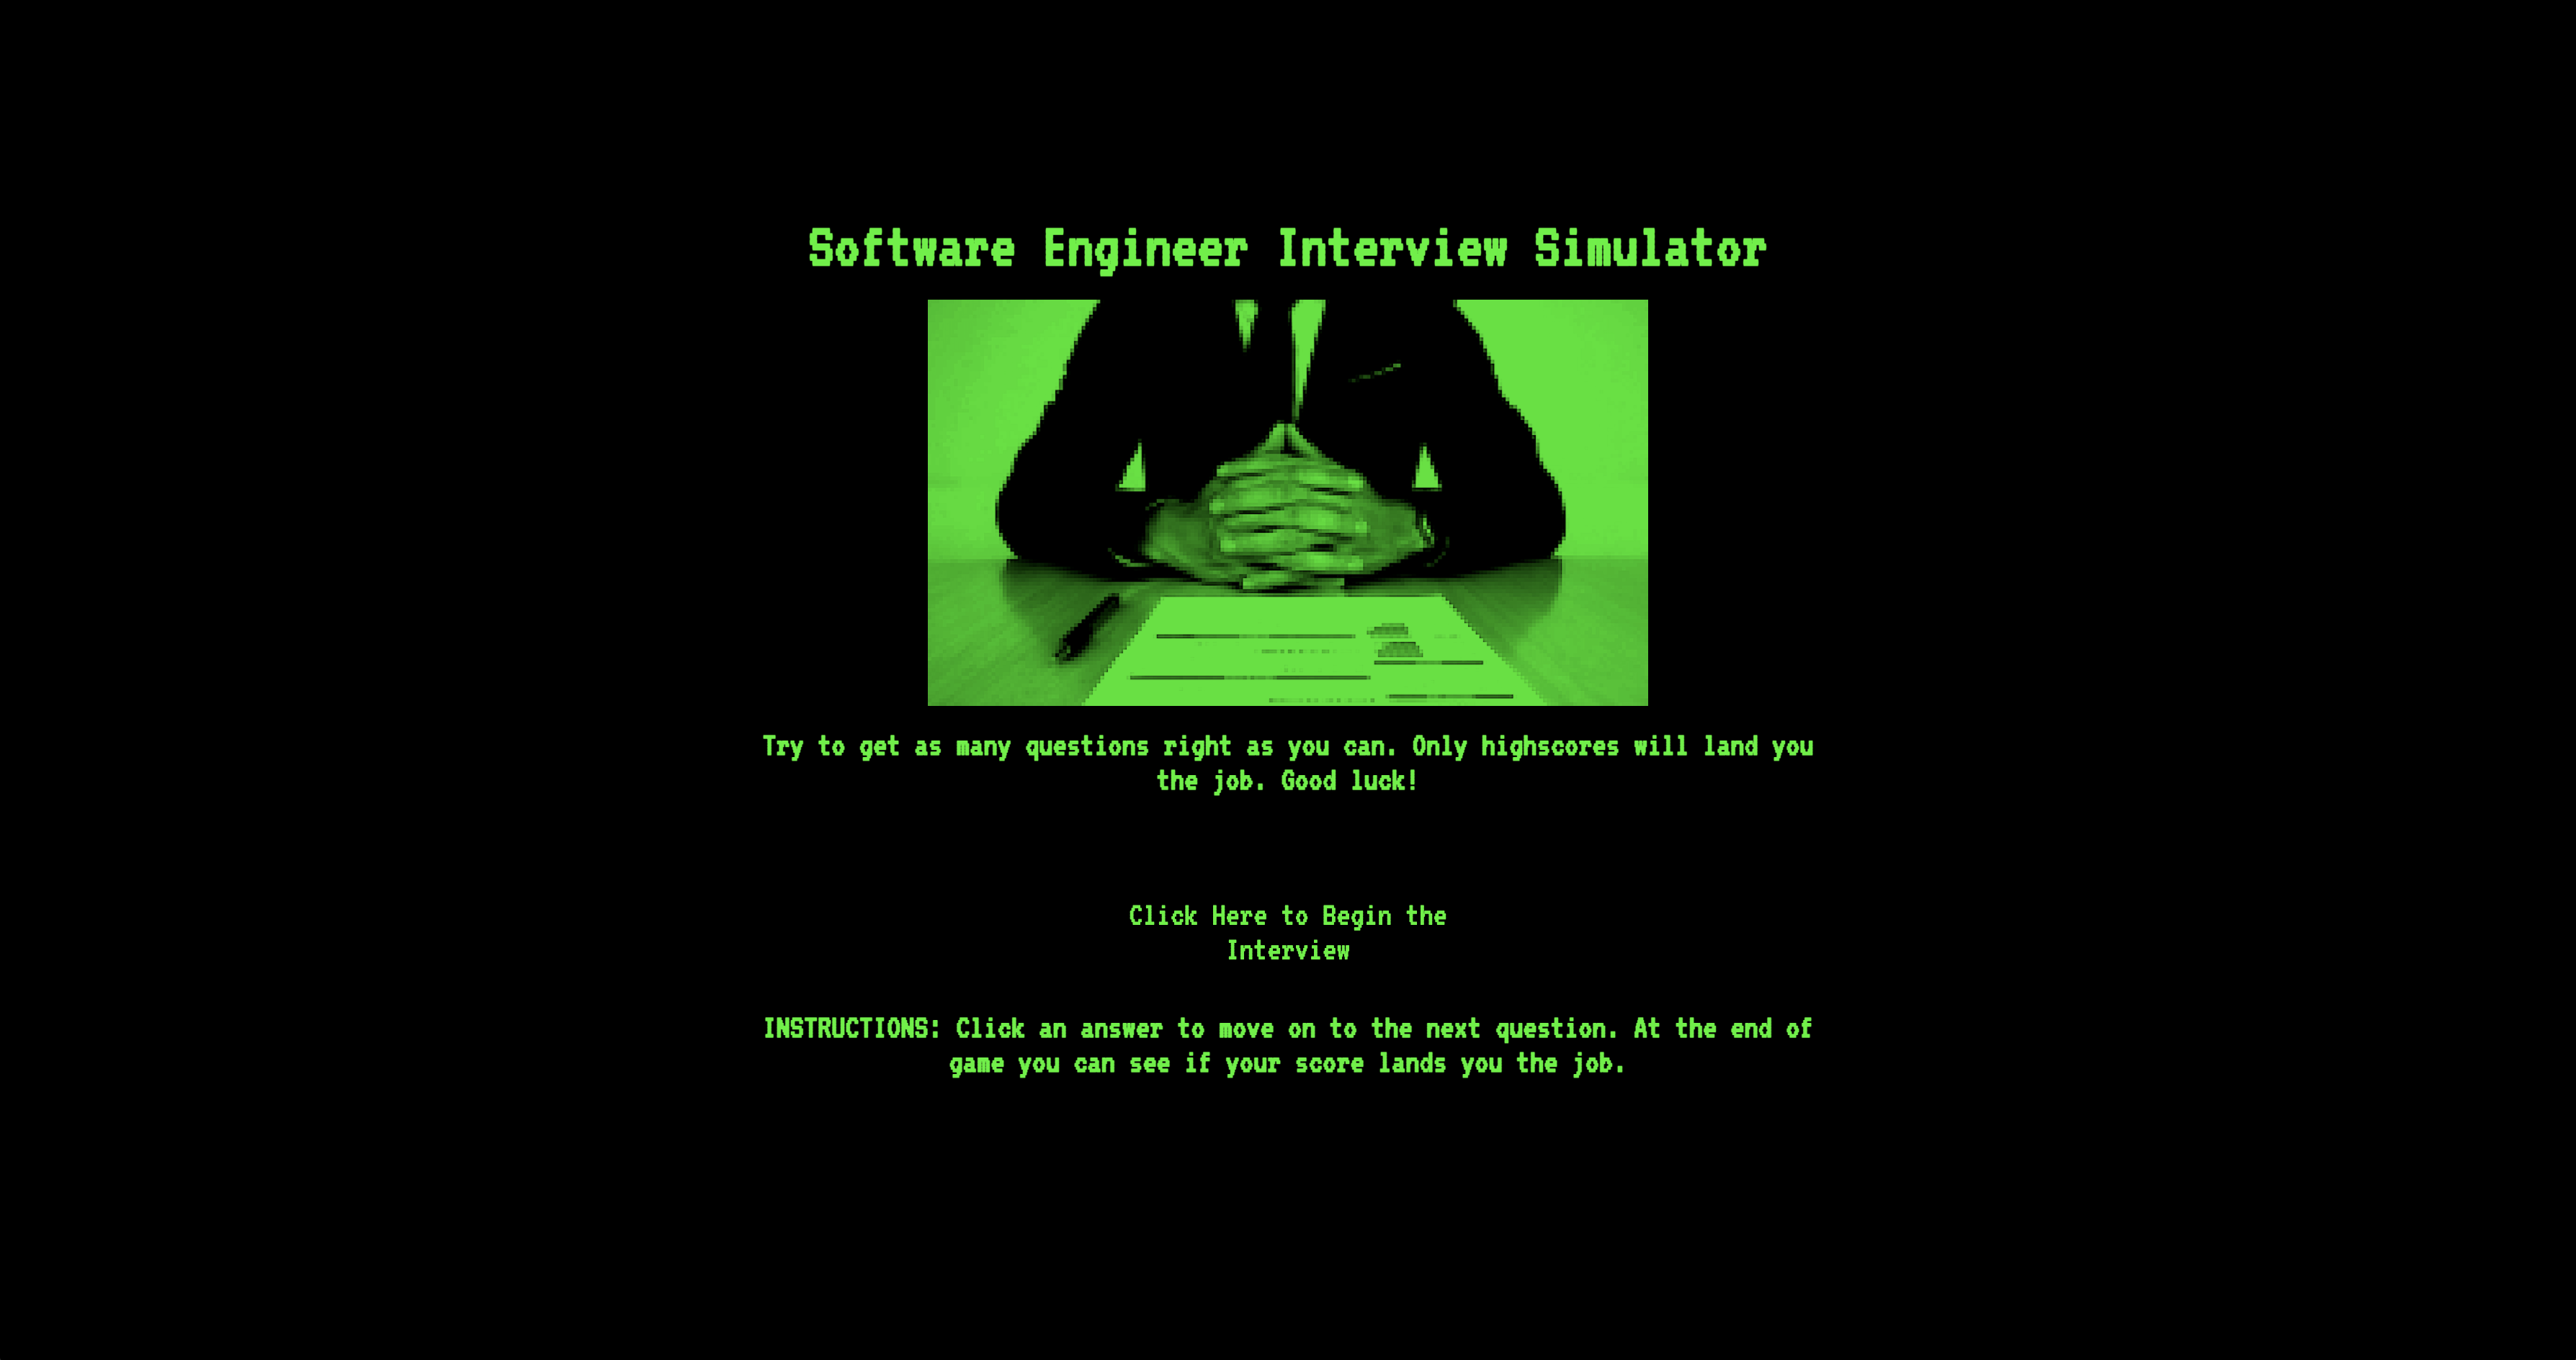 Software Engineer Interview Simulator
Try to get as many questions right as you can. Only highscores will land you
the job. Good luck!
Click Here to Begin the
Interview
INSTRUCTIONS: Click an answer to move on to the next question. At the end of
game you can see if your score lands you the job.